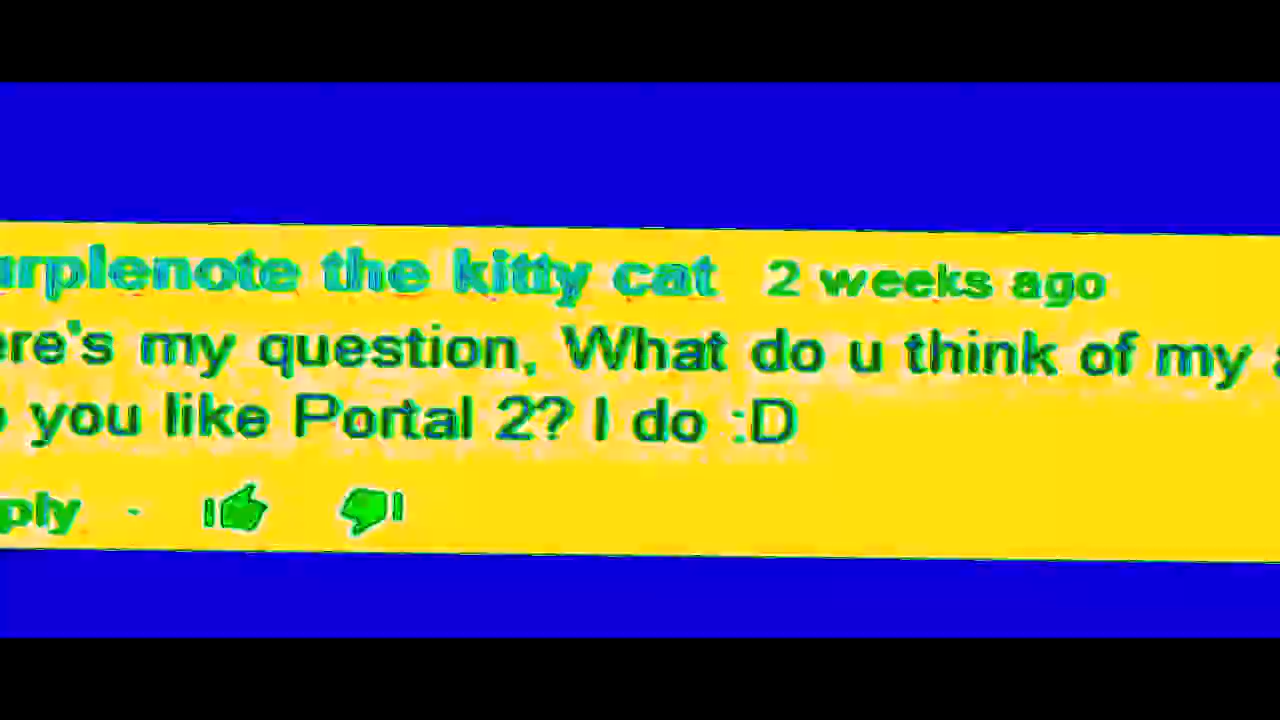 urplenote the kitty cat 2 weeks ago
ere's my question, What do u think of my
you like Portal 2? I do :D
ply ·